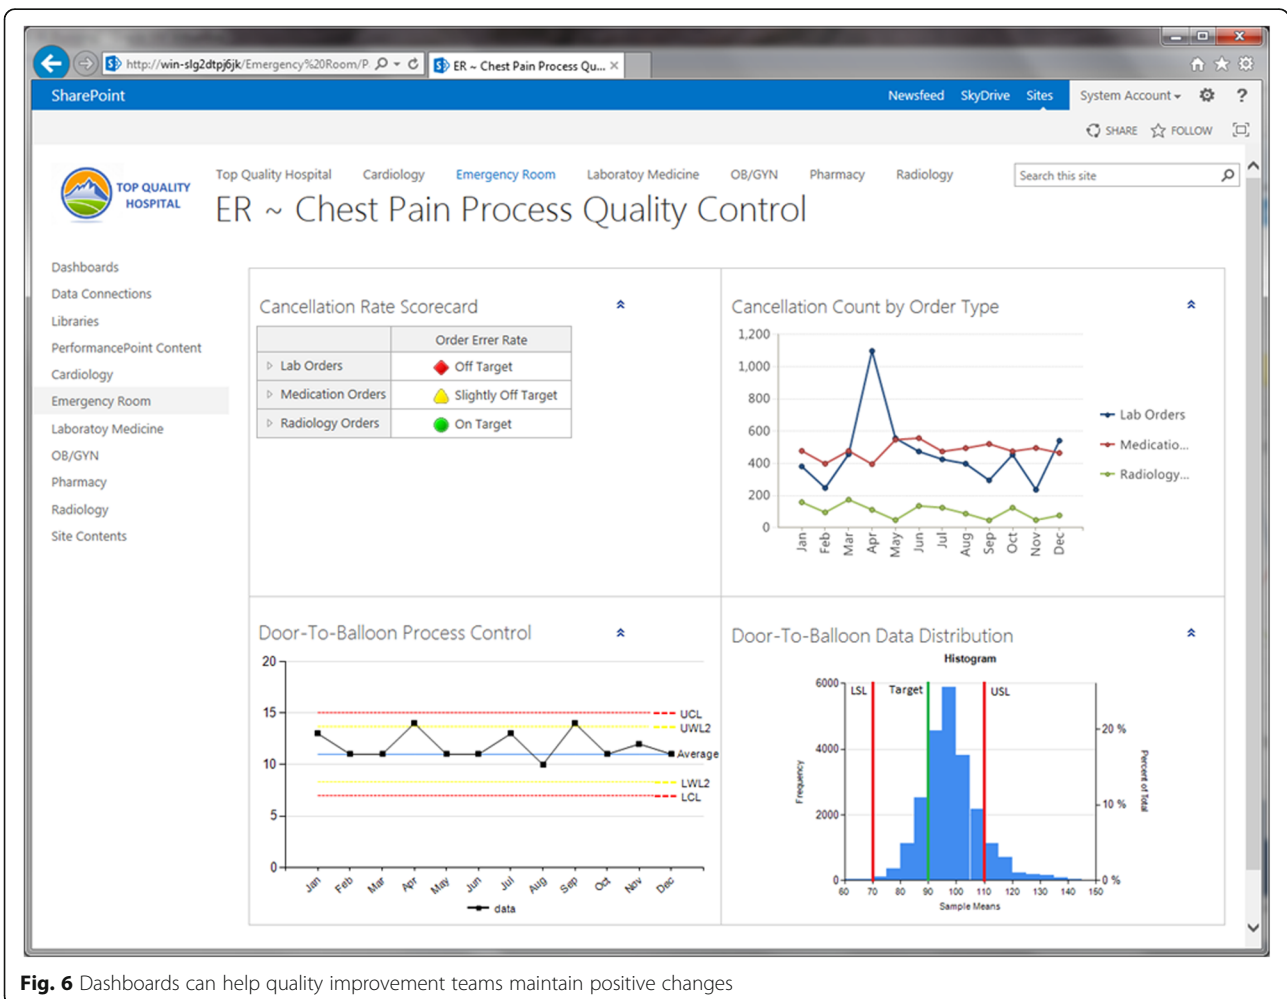 http://win-slg2dtpj6jk/Emergency%20Room/P
ER ~ Chest Pain Process Qu...
SharePoint
Newsfeed SkyDrive Sites System Account ?
SHARE FOLLOW
TOP QUALITY
HOSPITAL
Top Quality Hospital Cardiology Emergency Room Laboratoy Medicine OB/GYN Pharmacy Radiology
Search this site
ER ~ Chest Pain Process Quality Control
Dashboards
Data Connections
Libraries
PerformancePoint Content
Cardiology
Emergency Room
Laboratoy Medicine
OB/GYN
Pharmacy
Radiology
Site Contents
Cancellation Rate Scorecard
Order Errer Rate
Lab Orders Off Target
Medication Orders Slightly Off Target
Radiology Orders On Target
Cancellation Count by Order Type
1,200
1,000
800
600
400
200
0
Jan Feb Mar Apr May Jun Jul Aug Sep Oct Nov Dec
Lab Orders
Medicatio...
Radiology...
Door-To-Balloon Process Control
20
15
10
5
0
UCL
UWL2
Average
LWL2
LCL
Jan Feb Mar Apr May Jun Jul Aug Sep Oct Nov Dec
data
Door-To-Balloon Data Distribution
Histogram
6000
4000
2000
0
Frequency
LSL Target USL
20 %
10 %
0 %
Percent of Total
60 70 80 90 100 110 120 130 140 150
Sample Means
Fig. 6 Dashboards can help quality improvement teams maintain positive changes